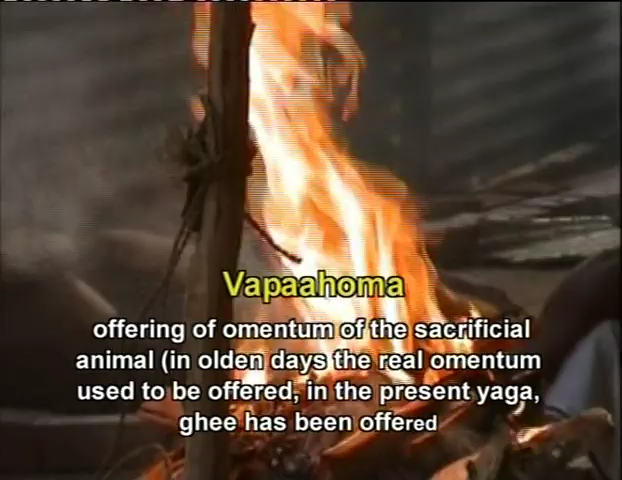 Vapaahoma
offering of omentum of the sacrificial
animal (in olden days the real omentum
used to be offered, in the present yaga,
ghee has been offered